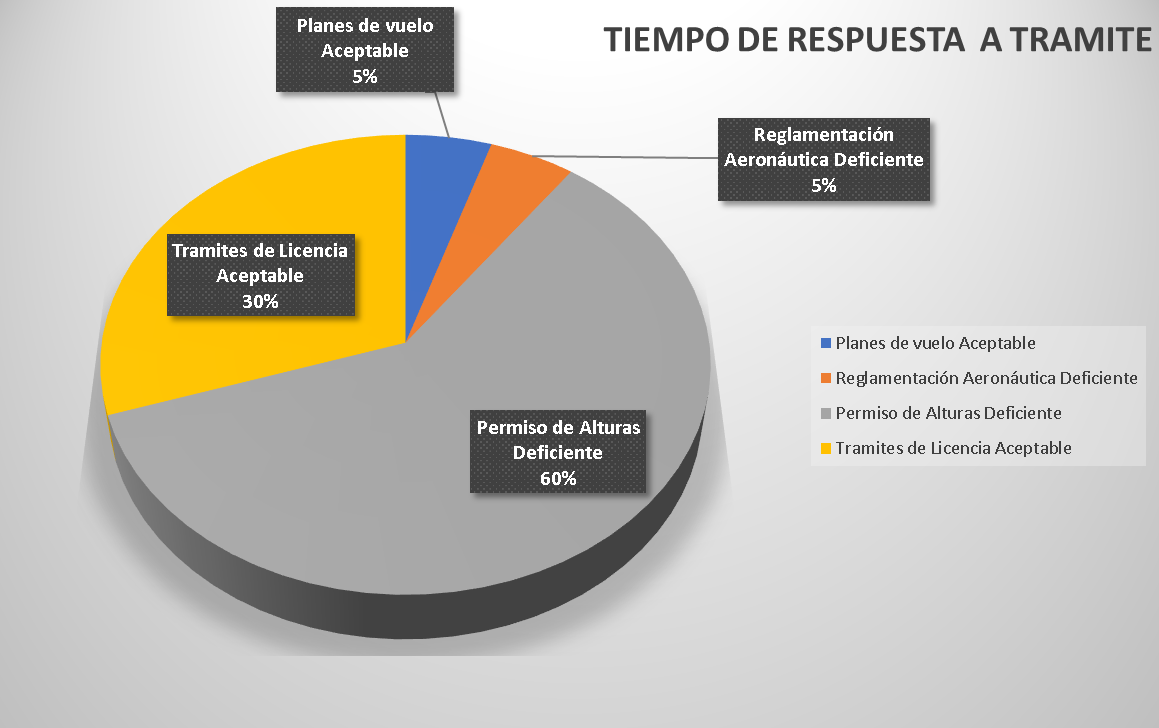 TIEMPO DE RESPUESTA A TRAMITE
Planes de vuelo
Aceptable
5%
Reglamentación
Aeronáutica Deficiente
5%
Tramites de Licencia
Aceptable
30%
Permiso de Alturas
Deficiente
60%
Planes de vuelo Aceptable
Reglamentación Aeronáutica Deficiente
Permiso de Alturas Deficiente
Tramites de Licencia Aceptable